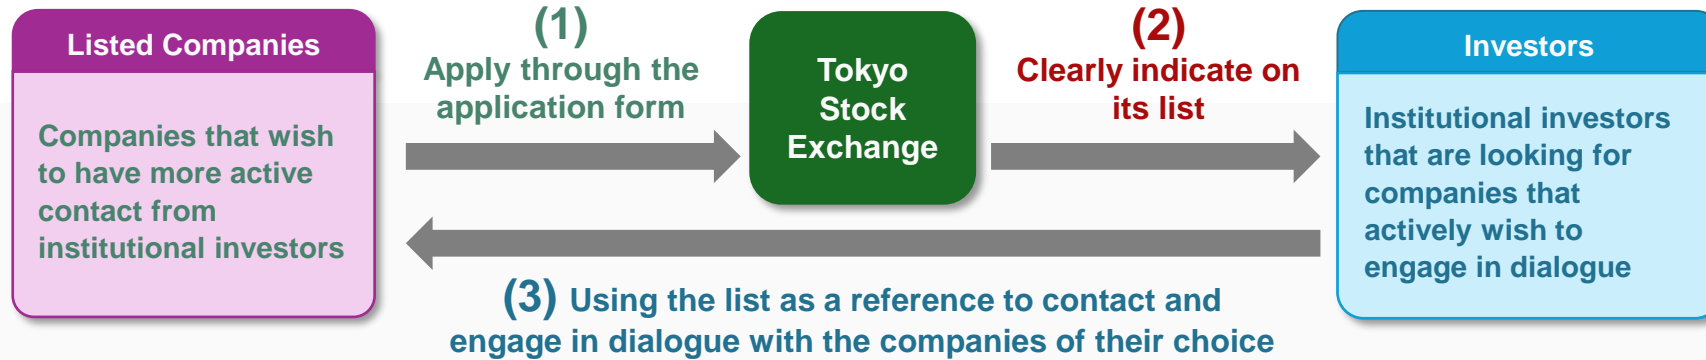 Listed Companies
Companies that wish
to have more active
contact from
institutional investors
(1)
Apply through the
application form
Tokyo
Stock
Exchange
(2)
Clearly indicate on
its list
Investors
Institutional investors
that are looking for
companies that
actively wish to
engage in dialogue
(3) Using the list as a reference to contact and
engage in dialogue with the companies of their choice